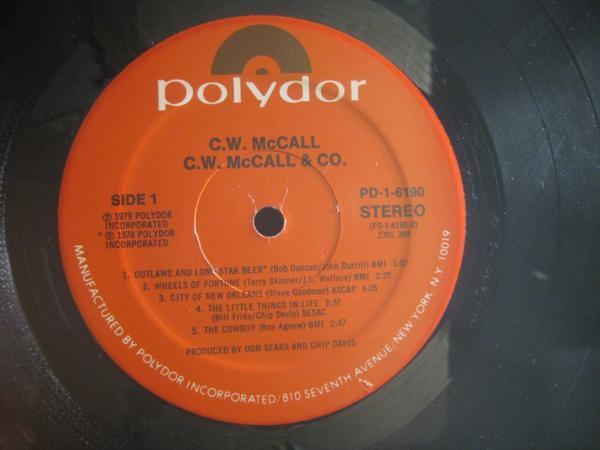 polydor
C.W. McCALL
C.W. McCALL & CO.
SIDE 1
℗ 1979 POLYDOR
INCORPORATED
* ℗ 1978 POLYDOR
INCORPORATED
PD-1-6190
STEREO
(PD-1-6190-A)
2391 389
1. OUTLAWS AND LONE STAR BEER* (Bob Duncan/John Durrill) BMI 1:52
2. WHEELS OF FORTUNE (Terry Skinner/J.L. Wallace) BMI 2:25
3. CITY OF NEW ORLEANS (Steve Goodman) ASCAP 4:05
4. THE LITTLE THINGS IN LIFE 2:37
(Bill Fries/Chip Davis) SESAC
5. THE COWBOY (Ron Agnew) BMI 2:47
PRODUCED BY DON SEARS AND CHIP DAVIS
MANUFACTURED BY POLYDOR INCORPORATED/810 SEVENTH AVENUE/NEW YORK, N.Y. 10019